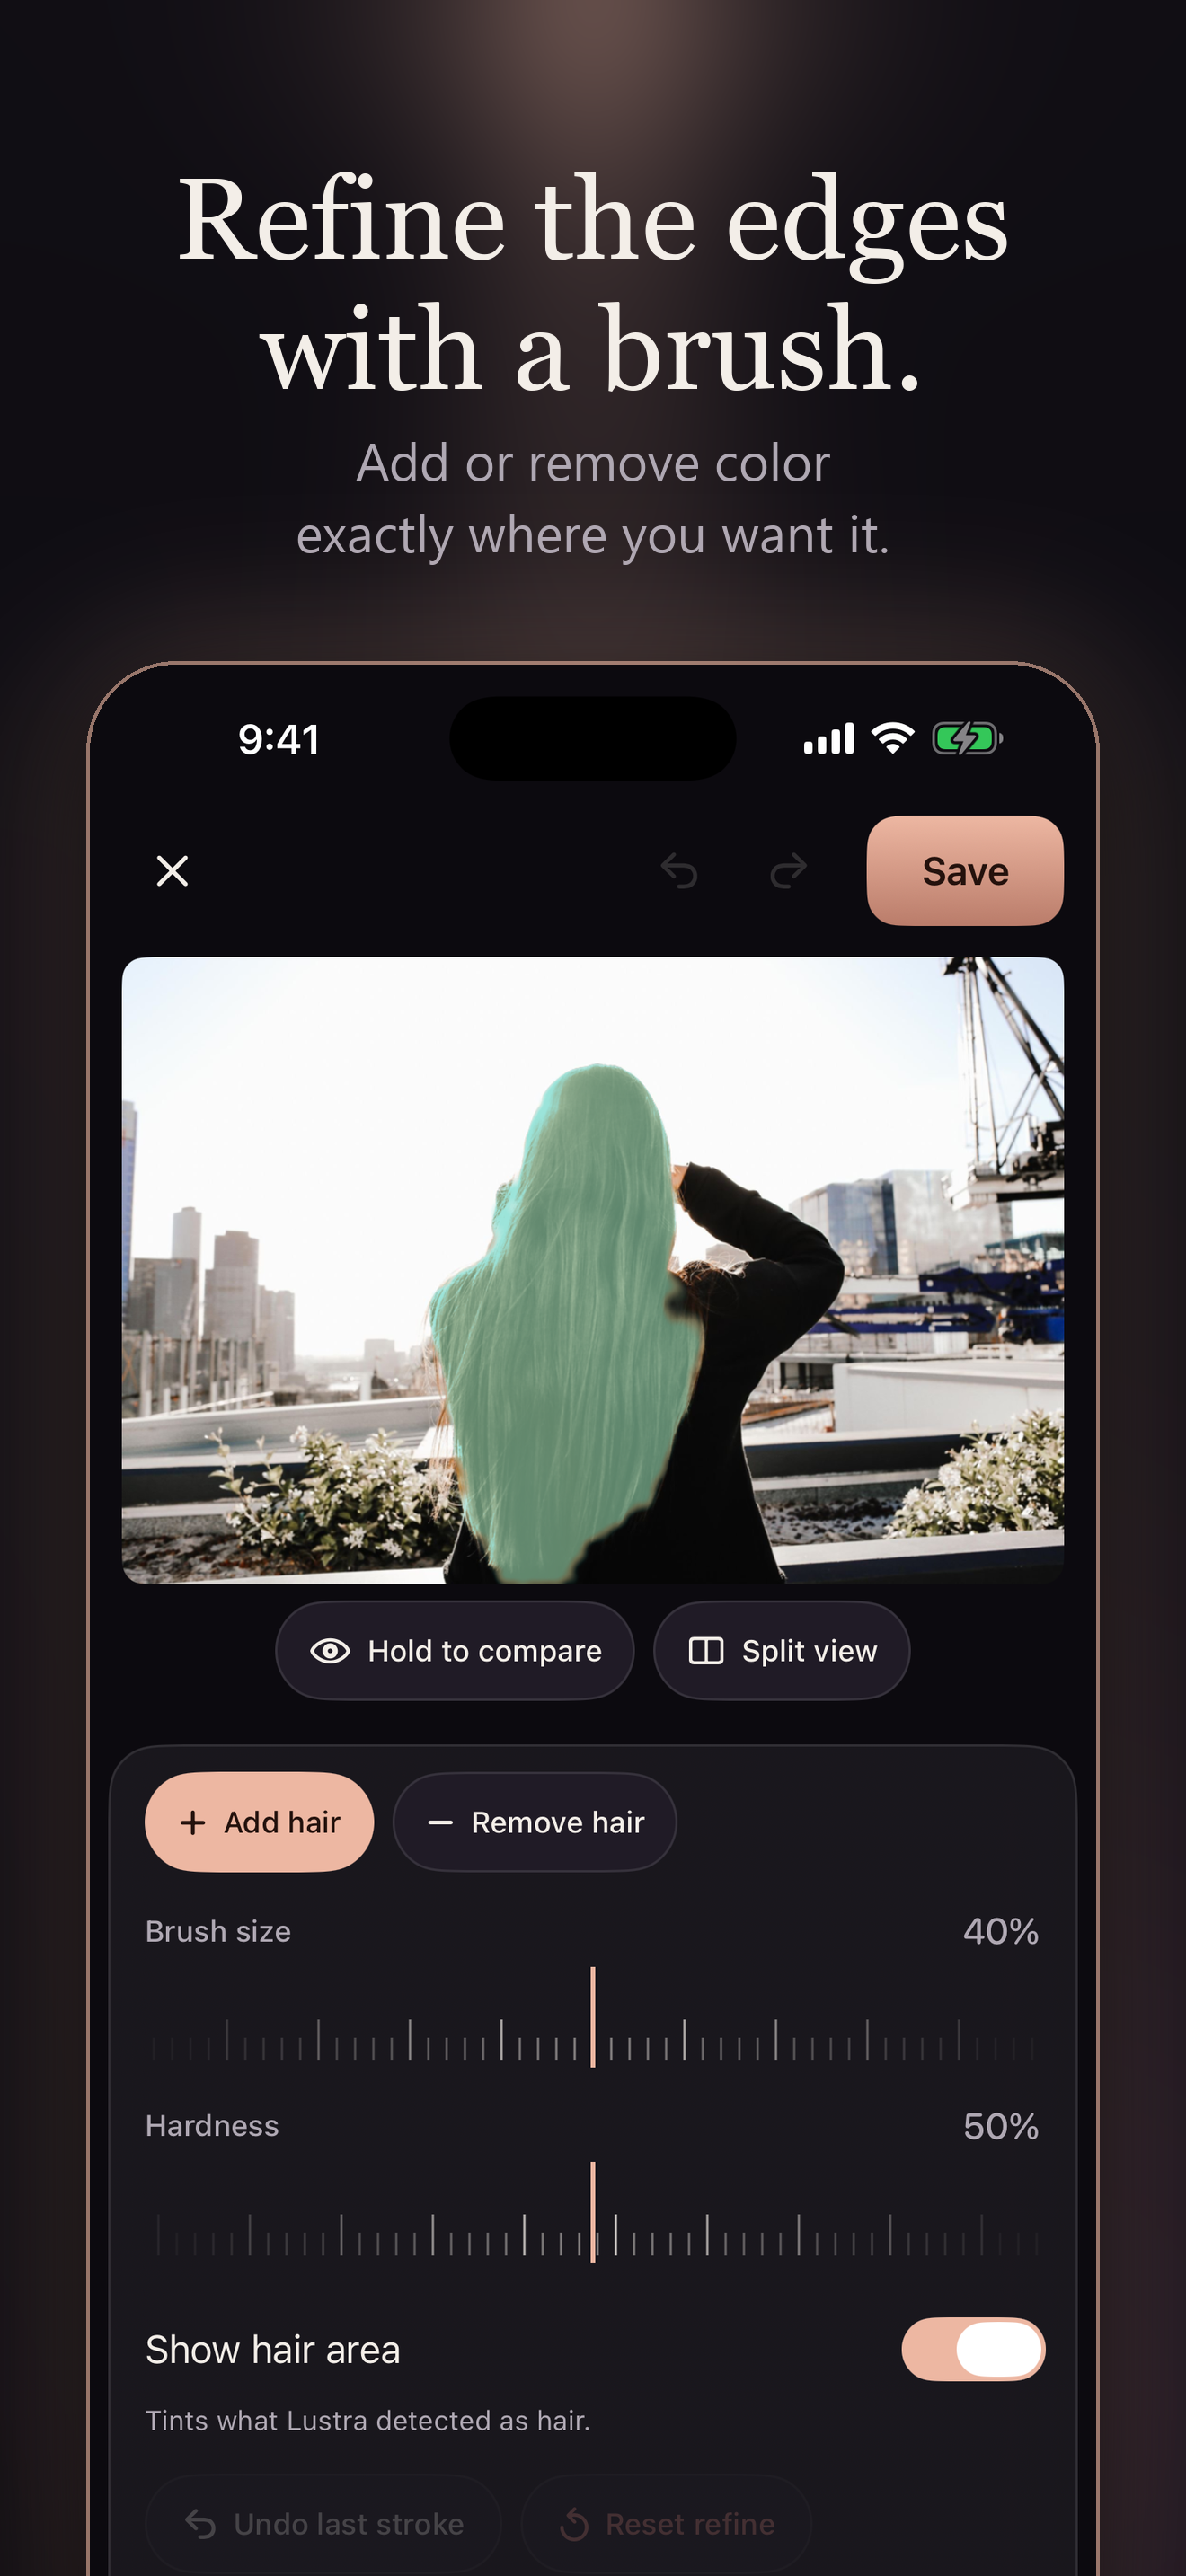 Refine the edges
with a brush.
Add or remove color
exactly where you want it.
9:41
Save
Hold to compare
Split view
Add hair
Remove hair
Brush size
40%
Hardness
50%
Show hair area
Tints what Lustra detected as hair.
Undo last stroke
Reset refine